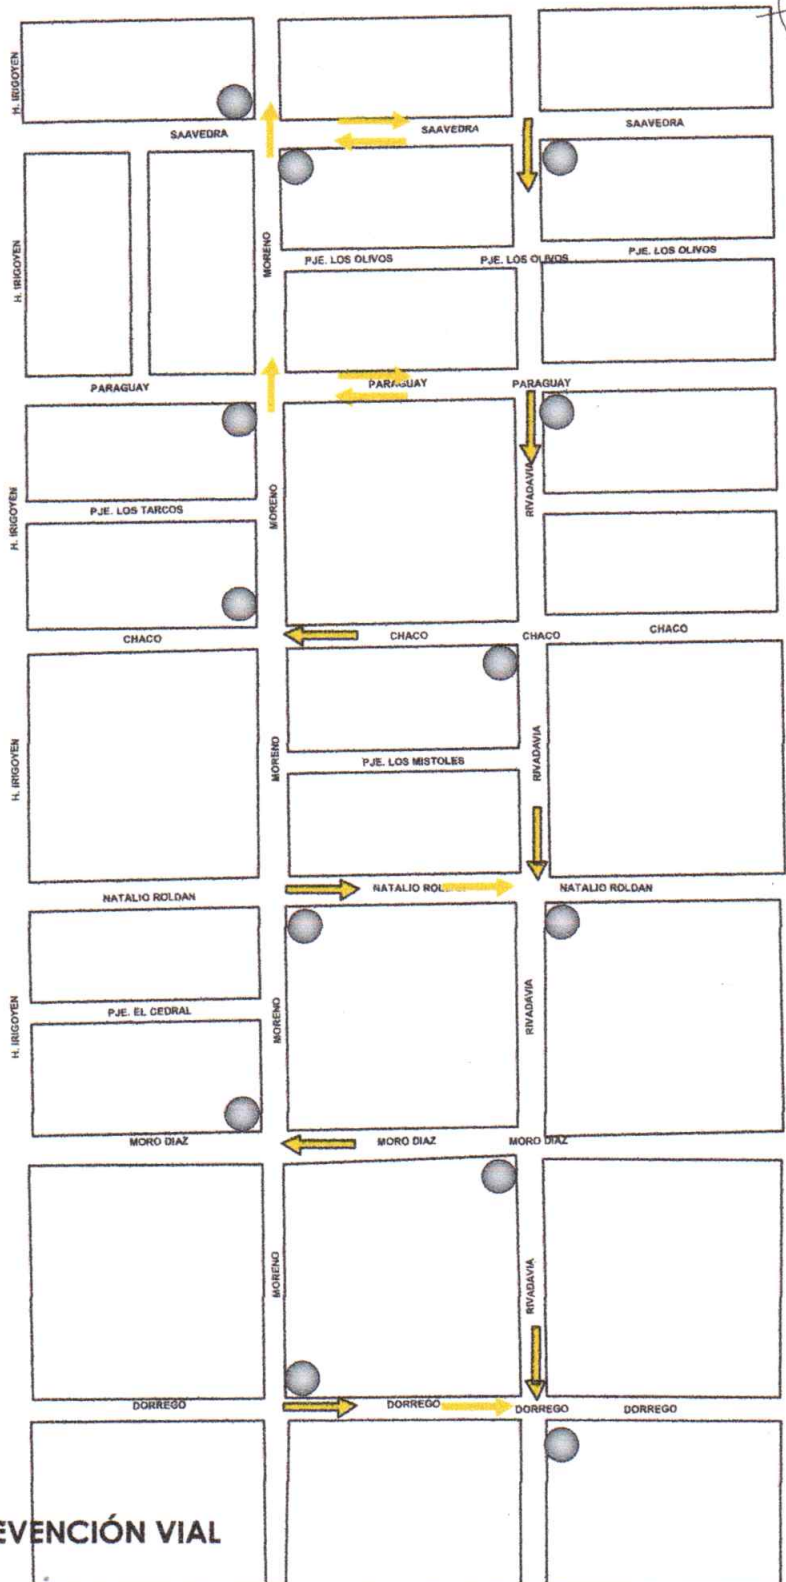 H. IRIGOYEN
SAAVEDRA
SAAVEDRA
SAAVEDRA
H. IRIGOYEN
MORENO
PJE. LOS OLIVOS
PJE. LOS OLIVOS
PJE. LOS OLIVOS
PARAGUAY
PARAGUAY
PARAGUAY
H. IRIGOYEN
PJE. LOS TARCOS
MORENO
RIVADAVIA
CHACO
CHACO
CHACO
CHACO
H. IRIGOYEN
MORENO
PJE. LOS MISTOLES
RIVADAVIA
NATALIO ROLDAN
NATALIO
NATALIO ROLDAN
H. IRIGOYEN
PJE. EL CEDRAL
MORENO
RIVADAVIA
MORO DIAZ
MORO DIAZ
MORO DIAZ
MORENO
RIVADAVIA
DORREGO
DORREGO
DORREGO
DORREGO
EVENCIÓN VIAL